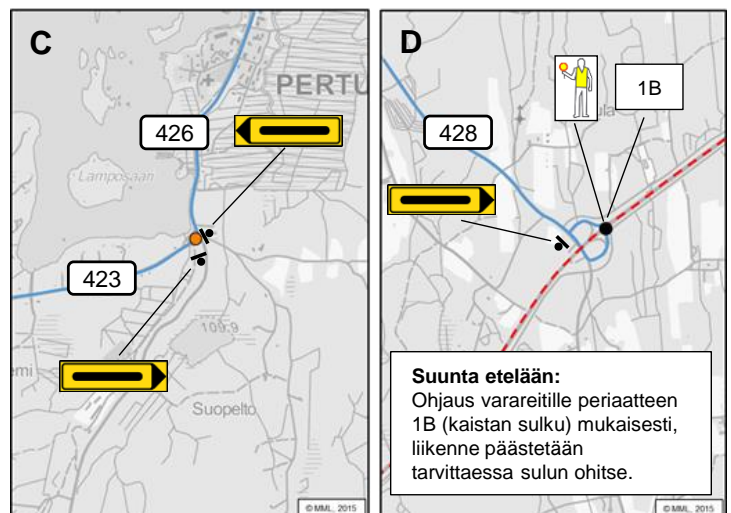 C
PERTU
426
Lamposaari
423
109.9
Suopelto
© MML, 2015
D
1B
428
Suunta etelään:
Ohjaus varareitille periaatteen
1B (kaistan sulku) mukaisesti,
liikenne päästetään
tarvittaessa sulun ohitse.
© MML, 2015